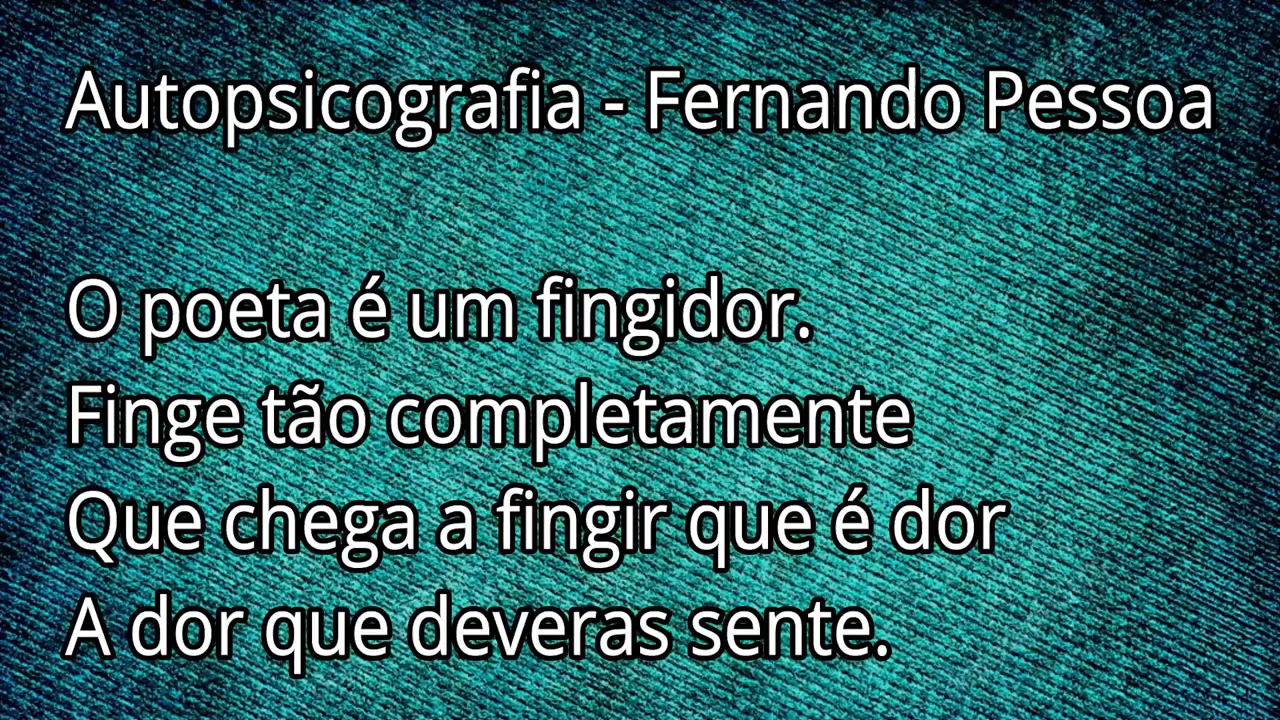 Autopsicografia - Fernando Pessoa
O poeta é um fingidor.
Finge tão completamente
Que chega a fingir que é dor
A dor que deveras sente.